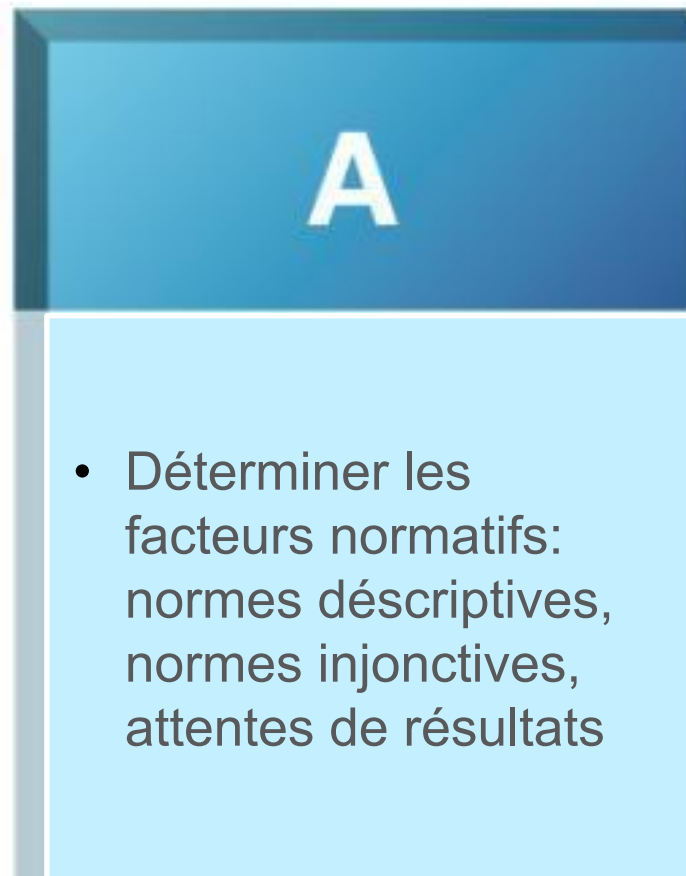 A
• Déterminer les
facteurs normatifs:
normes déscriptives,
normes injonctives,
attentes de résultats